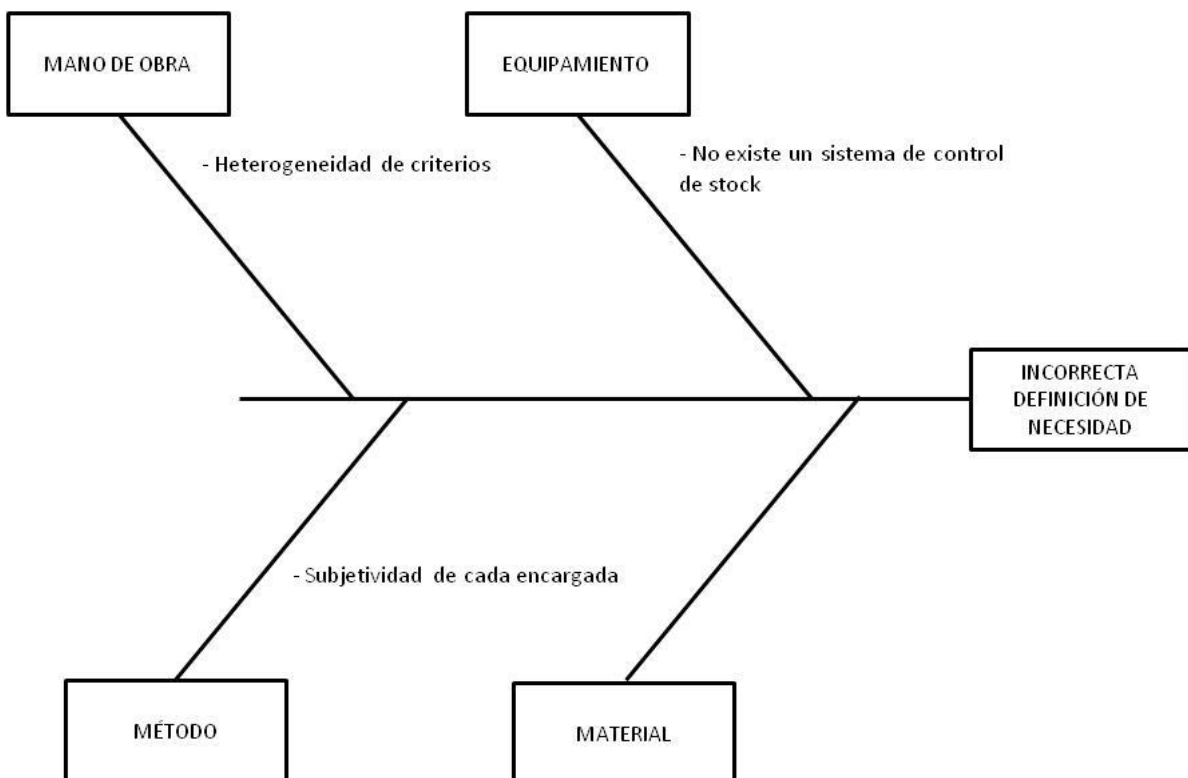 MANO DE OBRA
EQUIPAMIENTO
- Heterogeneidad de criterios
- No existe un sistema de control
de stock
INCORRECTA
DEFINICIÓN DE
NECESIDAD
- Subjetividad de cada encargada
MÉTODO
MATERIAL